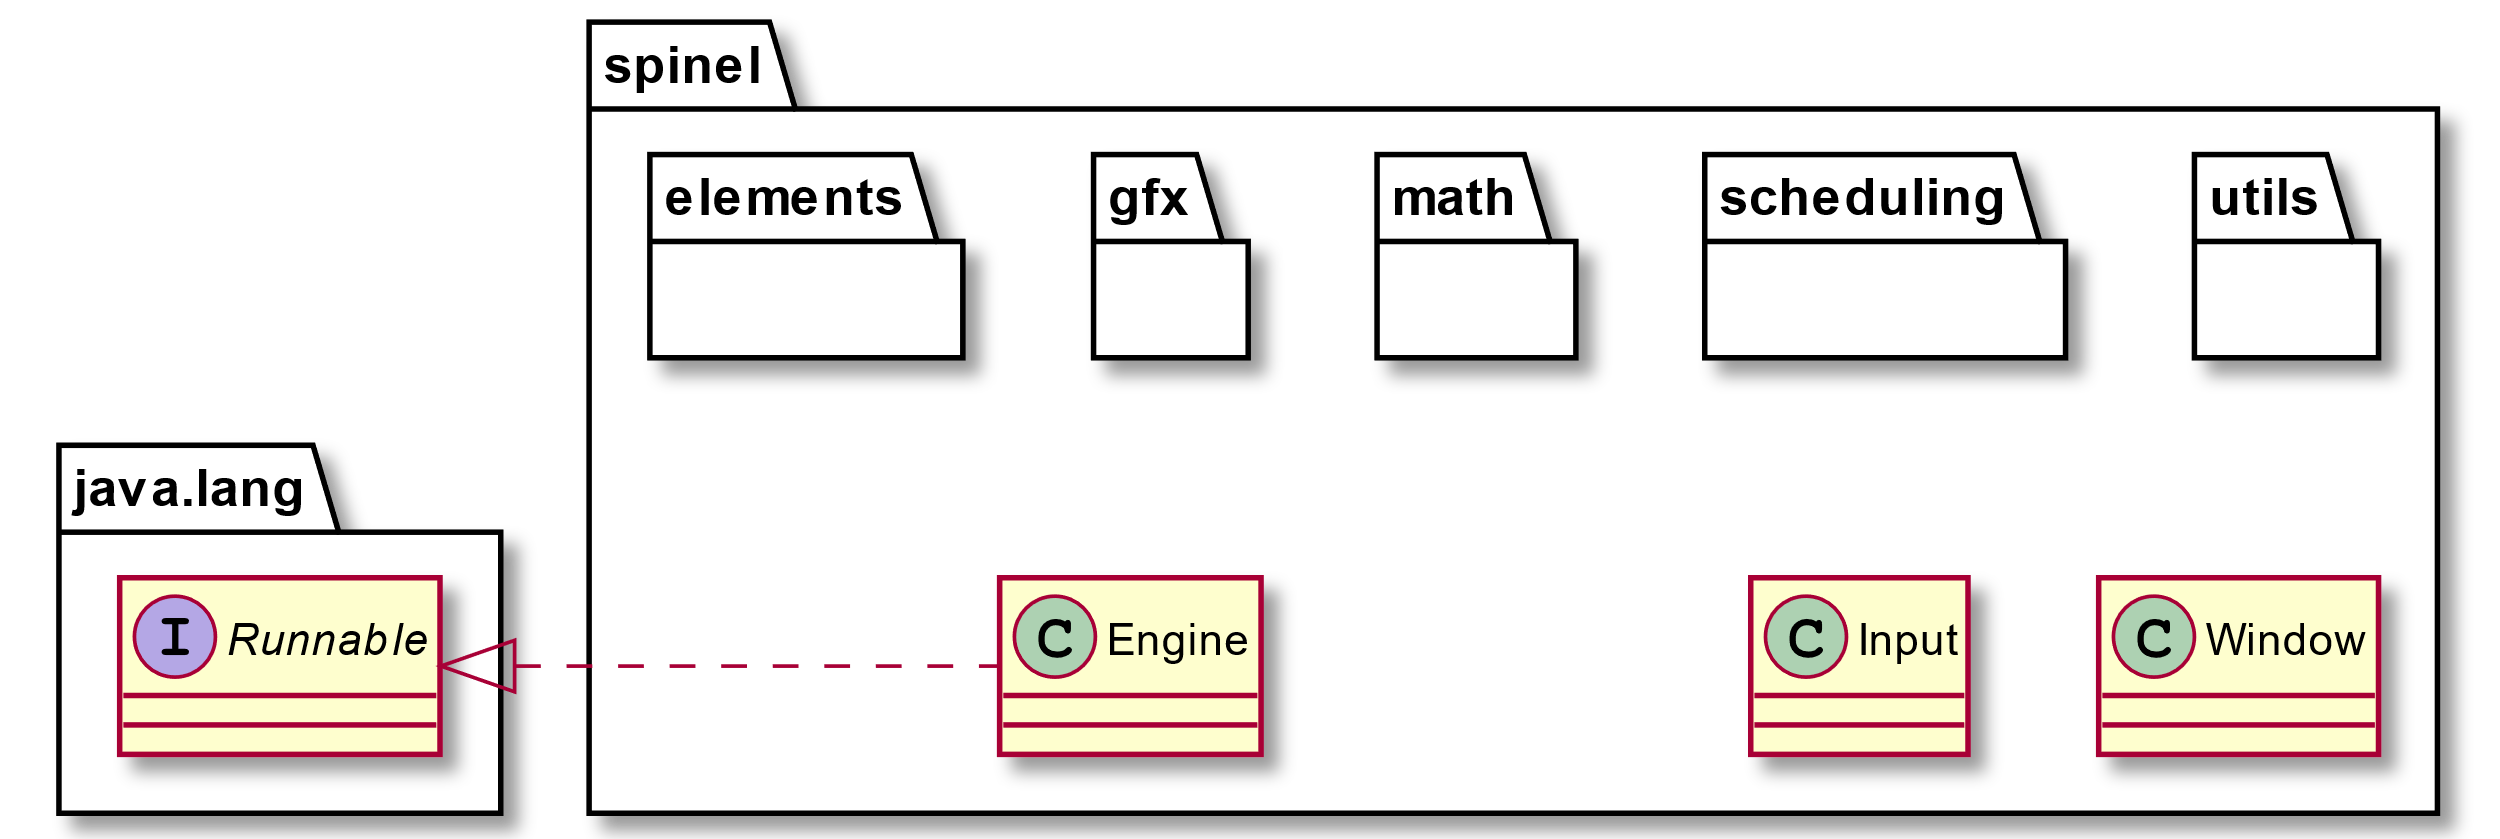 spinel
elements
gfx
math
scheduling
utils
java.lang
I Runnable
C Engine
C Input
C Window